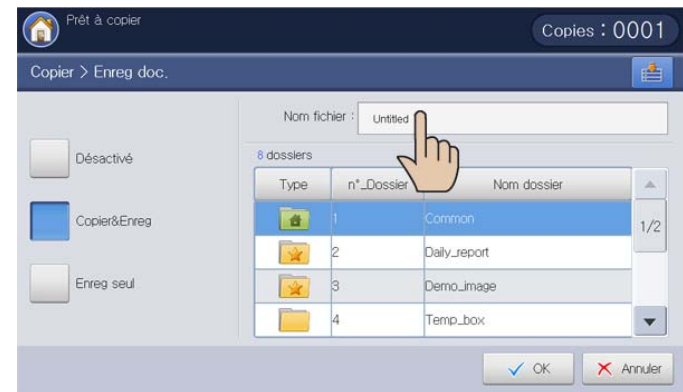 Prêt à copier
Copies : 0001
Copier > Enreg doc.
Nom fichier : Untitled
Désactivé
Copier&Enreg
Enreg seul
8 dossiers
Type n°_Dossier Nom dossier
1 Common
2 Daily_report
3 Demo_image
4 Temp_box
1/2
OK
Annuler